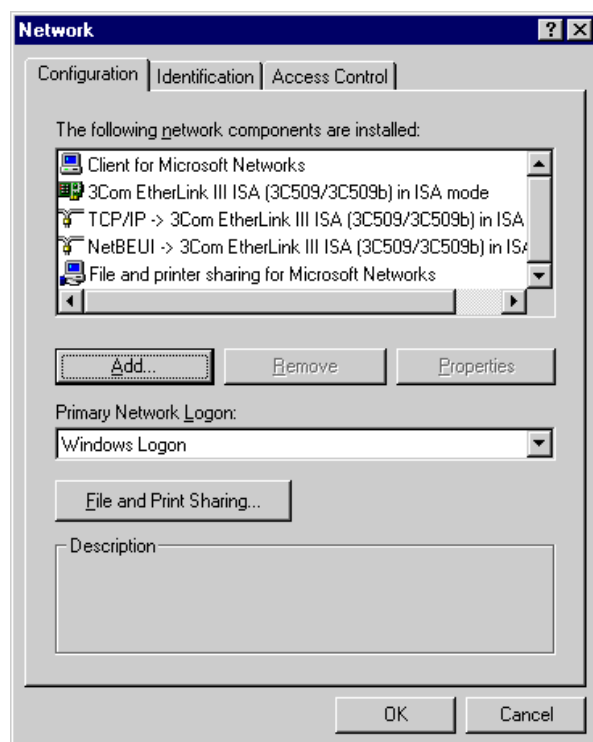 Network
Configuration Identification Access Control
The following network components are installed:
Client for Microsoft Networks
3Com EtherLink III ISA (3C509/3C509b) in ISA mode
TCP/IP -> 3Com EtherLink III ISA (3C509/3C509b) in ISA
NetBEUI -> 3Com EtherLink III ISA (3C509/3C509b) in ISA
File and printer sharing for Microsoft Networks
Add... Remove Properties
Primary Network Logon:
Windows Logon
File and Print Sharing...
Description
OK Cancel